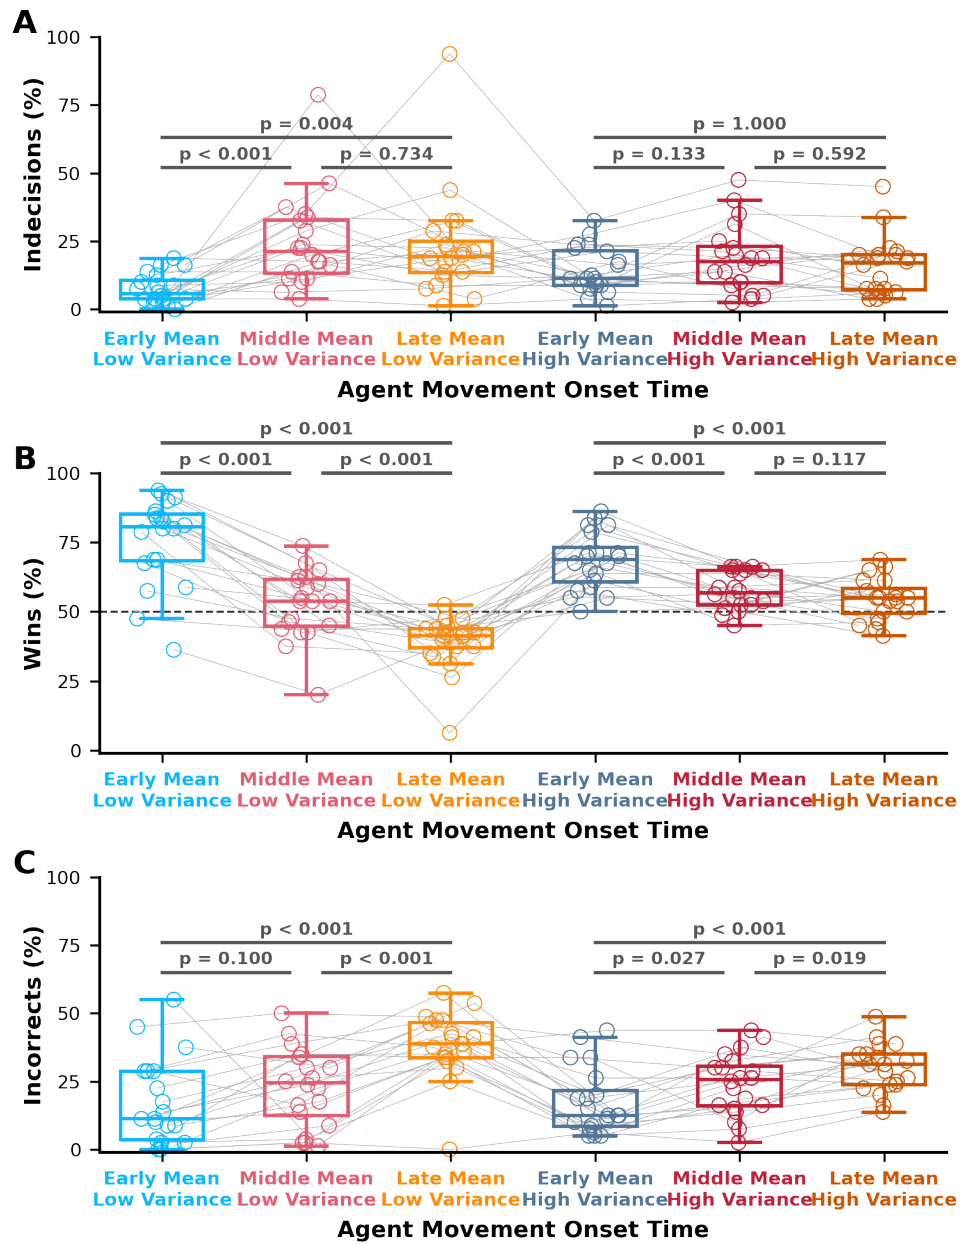 A
Indecisions (%)
100
75
50
25
0
p = 0.004
p < 0.001
p = 0.734
p = 1.000
p = 0.133
p = 0.592
Early Mean
Low Variance
Middle Mean
Low Variance
Late Mean
Low Variance
Early Mean
High Variance
Middle Mean
High Variance
Late Mean
High Variance
Agent Movement Onset Time
B
Wins (%)
100
75
50
25
0
p < 0.001
p < 0.001
p < 0.001
p < 0.001
p < 0.001
p = 0.117
Early Mean
Low Variance
Middle Mean
Low Variance
Late Mean
Low Variance
Early Mean
High Variance
Middle Mean
High Variance
Late Mean
High Variance
Agent Movement Onset Time
C
Incorrects (%)
100
75
50
25
0
p < 0.001
p = 0.100
p < 0.001
p < 0.001
p = 0.027
p = 0.019
Early Mean
Low Variance
Middle Mean
Low Variance
Late Mean
Low Variance
Early Mean
High Variance
Middle Mean
High Variance
Late Mean
High Variance
Agent Movement Onset Time